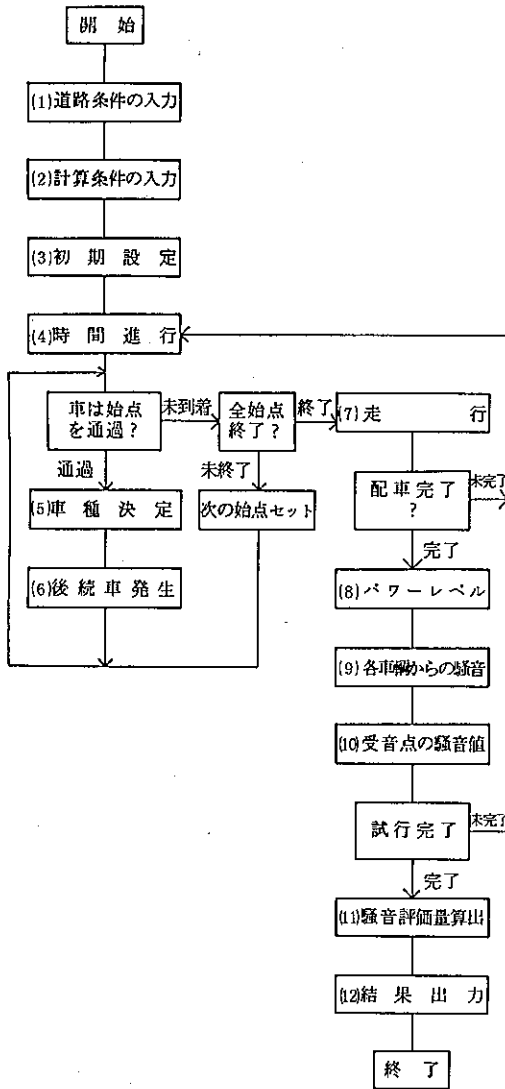 開始
(1)道路条件の入力
(2)計算条件の入力
(3)初期設定
(4)時間進行
車は始点
を通過?
未到着
全始点
終了?
終了
(7)走行
通過
未終了
配車完了
?
未完了
(5)車種決定
次の始点セット
完了
(6)後続車発生
(8)パワーレベル
(9)各車輛からの騒音
(10)受音点の騒音値
試行完了
未完了
完了
(11)騒音評価量算出
(12)結果出力
終了